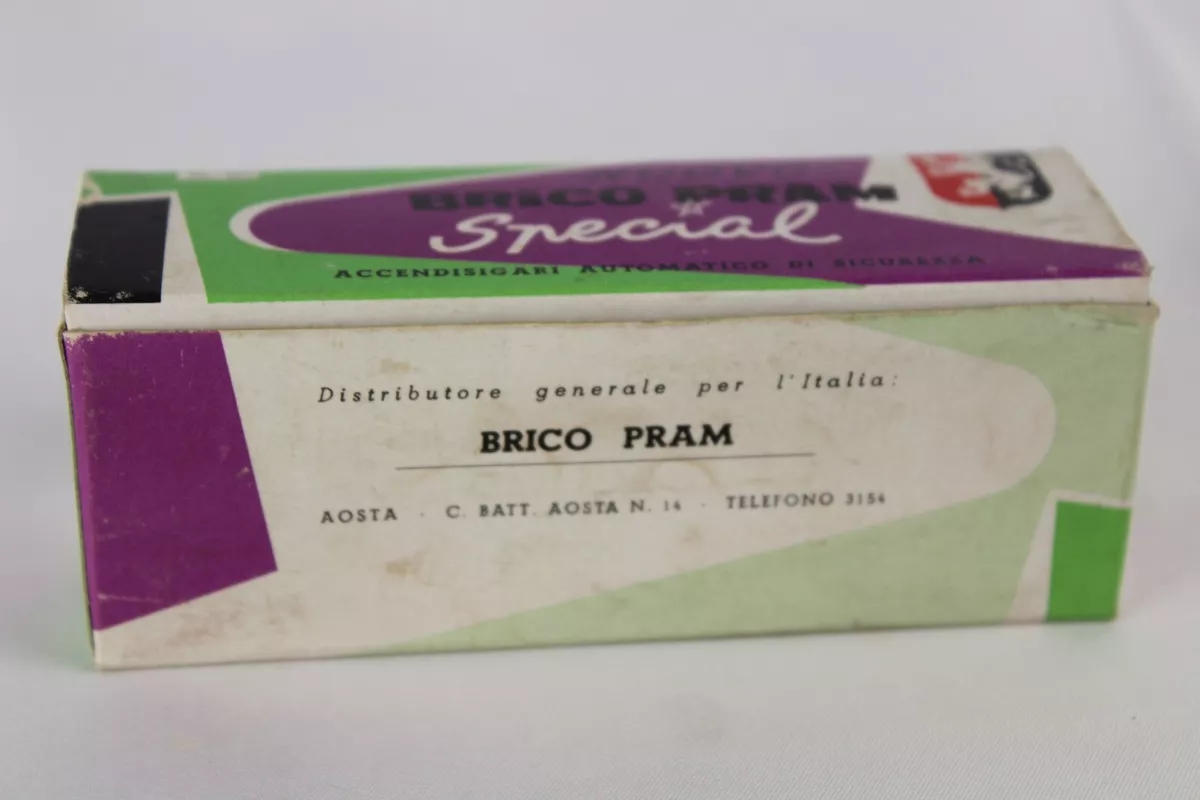 BRICO PRAM
Special
ACCENDISIGARI AUTOMATICO DI SICUREZZA
Distributore generale per l'Italia:
BRICO PRAM
AOSTA · C. BATT. AOSTA N. 14 · TELEFONO 3154